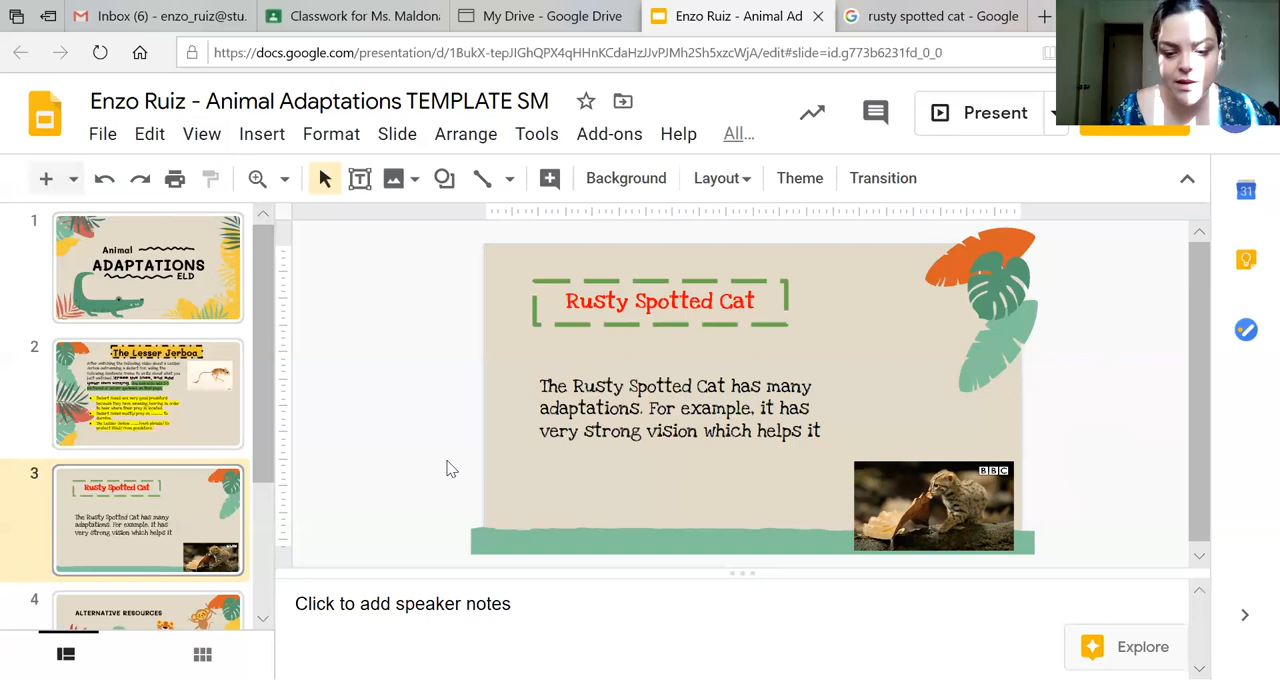 Inbox (6) - enzo_ruiz@stu.
Classwork for Ms. Maldon
My Drive - Google Drive
Enzo Ruiz - Animal Ad
rusty spotted cat - Google
https://docs.google.com/presentation/d/1BukX-tepJIGhQPX4qHHnKCdaHzJJvPJMh2Sh5xzcWjA/edit#slide=id.g773b6231fd_0_0
Enzo Ruiz - Animal Adaptations TEMPLATE SM
File Edit View Insert Format Slide Arrange Tools Add-ons Help All...
Present
Background Layout Theme Transition
31
1
Animal
ADAPTATIONS
ELD
2
The Lesser Jerboa
3
Rusty Spotted Cat
The Rusty Spotted Cat has many
adaptations. For example, it has
very strong vision which helps it
4
ALTERNATIVE RESOURCES
Rusty Spotted Cat
The Rusty Spotted Cat has many
adaptations. For example, it has
very strong vision which helps it
BBC
Click to add speaker notes
Explore